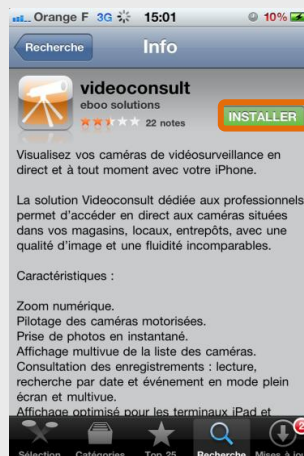 Orange F 3G 15:01 10%
Recherche Info
videoconsult
eboo solutions
22 notes
INSTALLER
Visualisez vos caméras de vidéosurveillance en
direct et à tout moment avec votre iPhone.
La solution Videoconsult dédiée aux professionnels
permet d'accéder en direct aux caméras situées
dans vos magasins, locaux, entrepôts, avec une
qualité d'image et une fluidité incomparables.
Caractéristiques :
Zoom numérique.
Pilotage des caméras motorisées.
Prise de photos en instantané.
Affichage multivue de la liste des caméras.
Consultation des enregistrements : lecture,
recherche par date et événement en mode plein
écran et multivue.
Affichage optimisé pour les terminaux iPad et
2
Sélection Catégories Top 25 Recherche Mises à jour